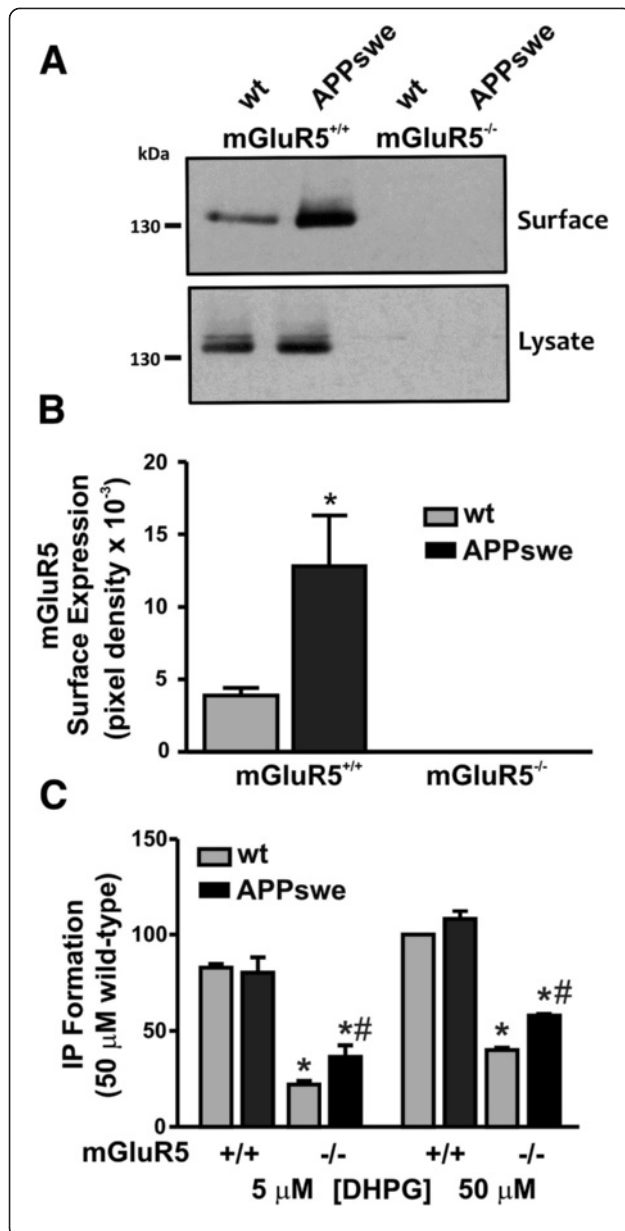 A
wt APPswe wt APPswe
mGluR5+/+ mGluR5-/-
kDa
130 Surface
130 Lysate
B
mGluR5
Surface Expression
(pixel density x 10⁻³)
20
15
10
5
0
*
wt
APPswe
mGluR5+/+ mGluR5-/-
C
IP Formation
(50 µM wild-type)
150
100
50
0
wt
APPswe
* *# * *#
mGluR5 +/+ -/- +/+ -/-
5 µM [DHPG] 50 µM